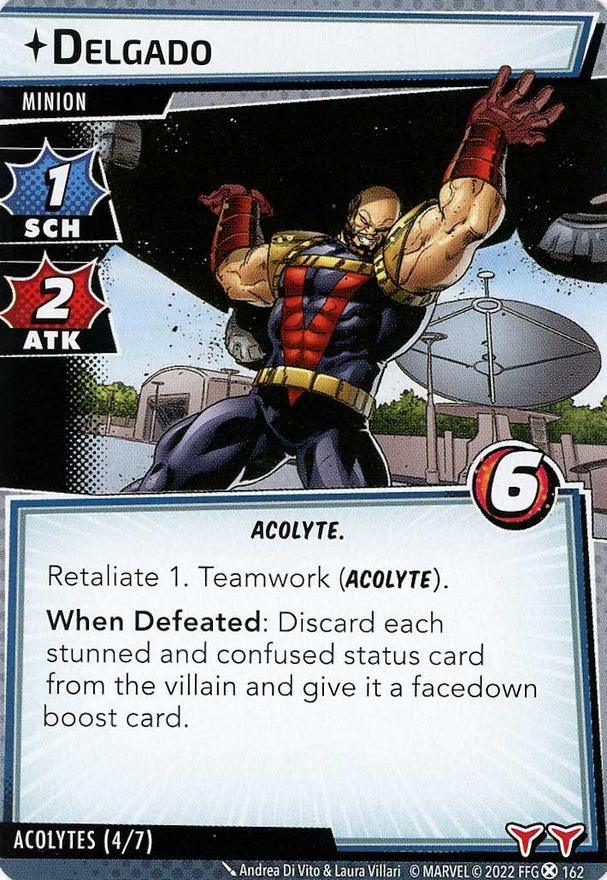 DELGADO
MINION
1
SCH
2
ATK
6
ACOLYTE.
Retaliate 1. Teamwork (ACOLYTE).
When Defeated: Discard each
stunned and confused status card
from the villain and give it a facedown
boost card.
ACOLYTES (4/7)
Andrea Di Vito & Laura Villari © MARVEL © 2022 FFG 162